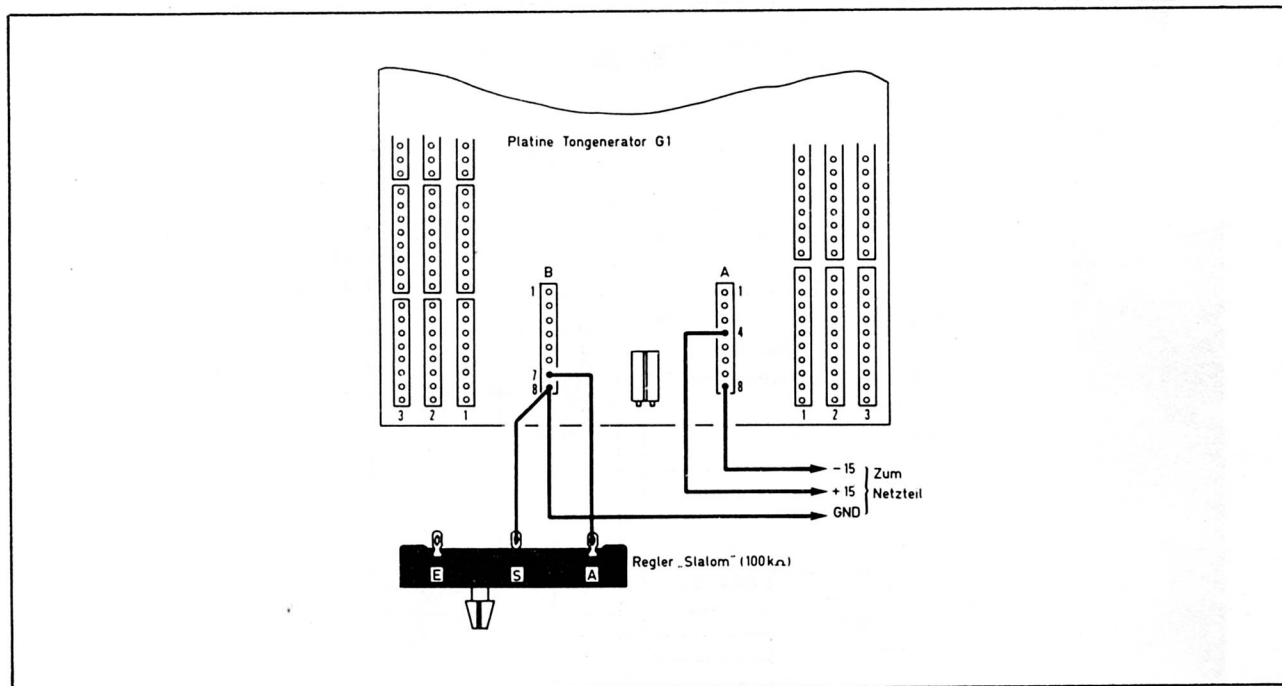 Platine Tongenerator G1
B
A
1
1
4
7
8
8
3 2 1
1 2 3
– 15
+ 15
GND
Zum
Netzteil
E S A
Regler „Slalom“ (100kΩ)